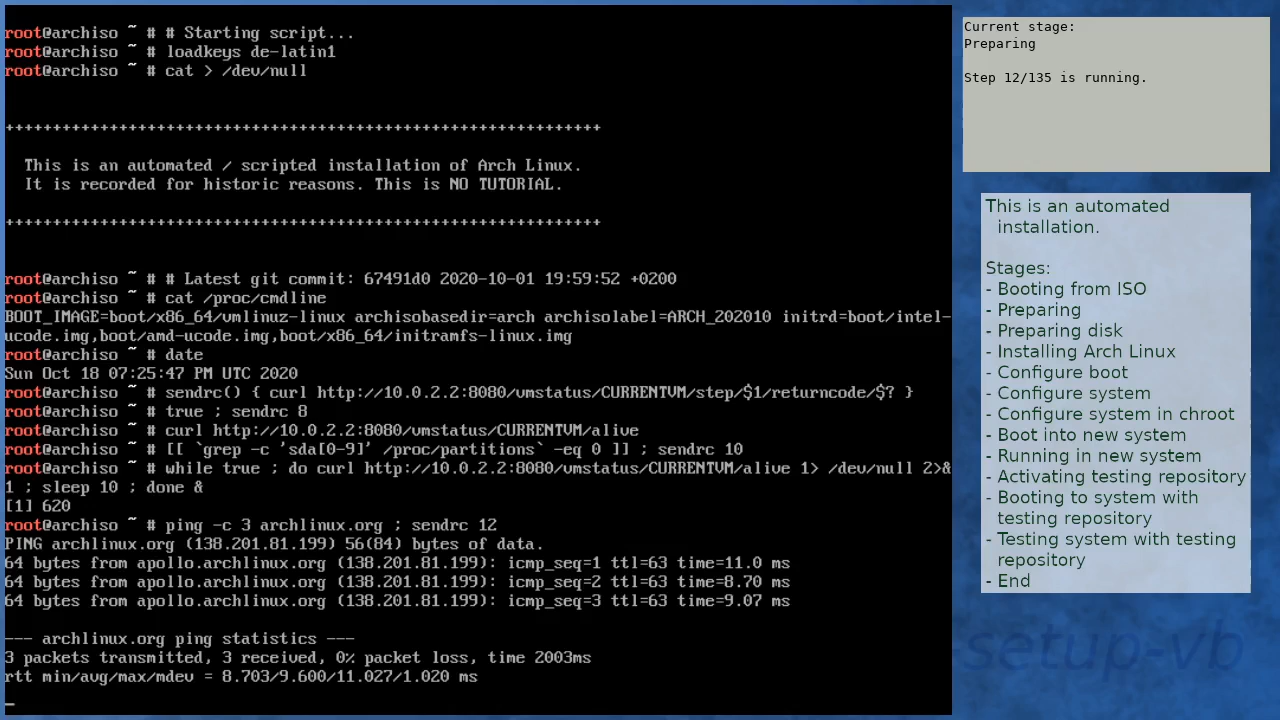 root@archiso ~ # # Starting script...
root@archiso ~ # loadkeys de-latin1
root@archiso ~ # cat > /dev/null
+++++++++++++++++++++++++++++++++++++++++++++++++++++++++++++++
This is an automated / scripted installation of Arch Linux.
It is recorded for historic reasons. This is NO TUTORIAL.
+++++++++++++++++++++++++++++++++++++++++++++++++++++++++++++++
root@archiso ~ # # Latest git commit: 67491d0 2020-10-01 19:59:52 +0200
root@archiso ~ # cat /proc/cmdline
BOOT_IMAGE=boot/x86_64/vmlinuz-linux archisobasedir=arch archisolabel=ARCH_202010 initrd=boot/intel-
ucode.img,boot/amd-ucode.img,boot/x86_64/initramfs-linux.img
root@archiso ~ # date
Sun Oct 18 07:25:47 PM UTC 2020
root@archiso ~ # sendrc() { curl http://10.0.2.2:8080/vmstatus/CURRENTVM/step/$1/returncode/$? }
root@archiso ~ # true ; sendrc 8
root@archiso ~ # curl http://10.0.2.2:8080/vmstatus/CURRENTVM/alive
root@archiso ~ # [[ `grep -c 'sda[0-9]' /proc/partitions` -eq 0 ]] ; sendrc 10
root@archiso ~ # while true ; do curl http://10.0.2.2:8080/vmstatus/CURRENTVM/alive 1> /dev/null 2>&
1 ; sleep 10 ; done &
[1] 620
root@archiso ~ # ping -c 3 archlinux.org ; sendrc 12
PING archlinux.org (138.201.81.199) 56(84) bytes of data.
64 bytes from apollo.archlinux.org (138.201.81.199): icmp_seq=1 ttl=63 time=11.0 ms
64 bytes from apollo.archlinux.org (138.201.81.199): icmp_seq=2 ttl=63 time=8.70 ms
64 bytes from apollo.archlinux.org (138.201.81.199): icmp_seq=3 ttl=63 time=9.07 ms
--- archlinux.org ping statistics ---
3 packets transmitted, 3 received, 0% packet loss, time 2003ms
rtt min/avg/max/mdev = 8.703/9.600/11.027/1.020 ms
Current stage:
Preparing
Step 12/135 is running.
This is an automated
installation.
Stages:
- Booting from ISO
- Preparing
- Preparing disk
- Installing Arch Linux
- Configure boot
- Configure system
- Configure system in chroot
- Boot into new system
- Running in new system
- Activating testing repository
- Booting to system with
testing repository
- Testing system with testing
repository
- End
-setup-vb